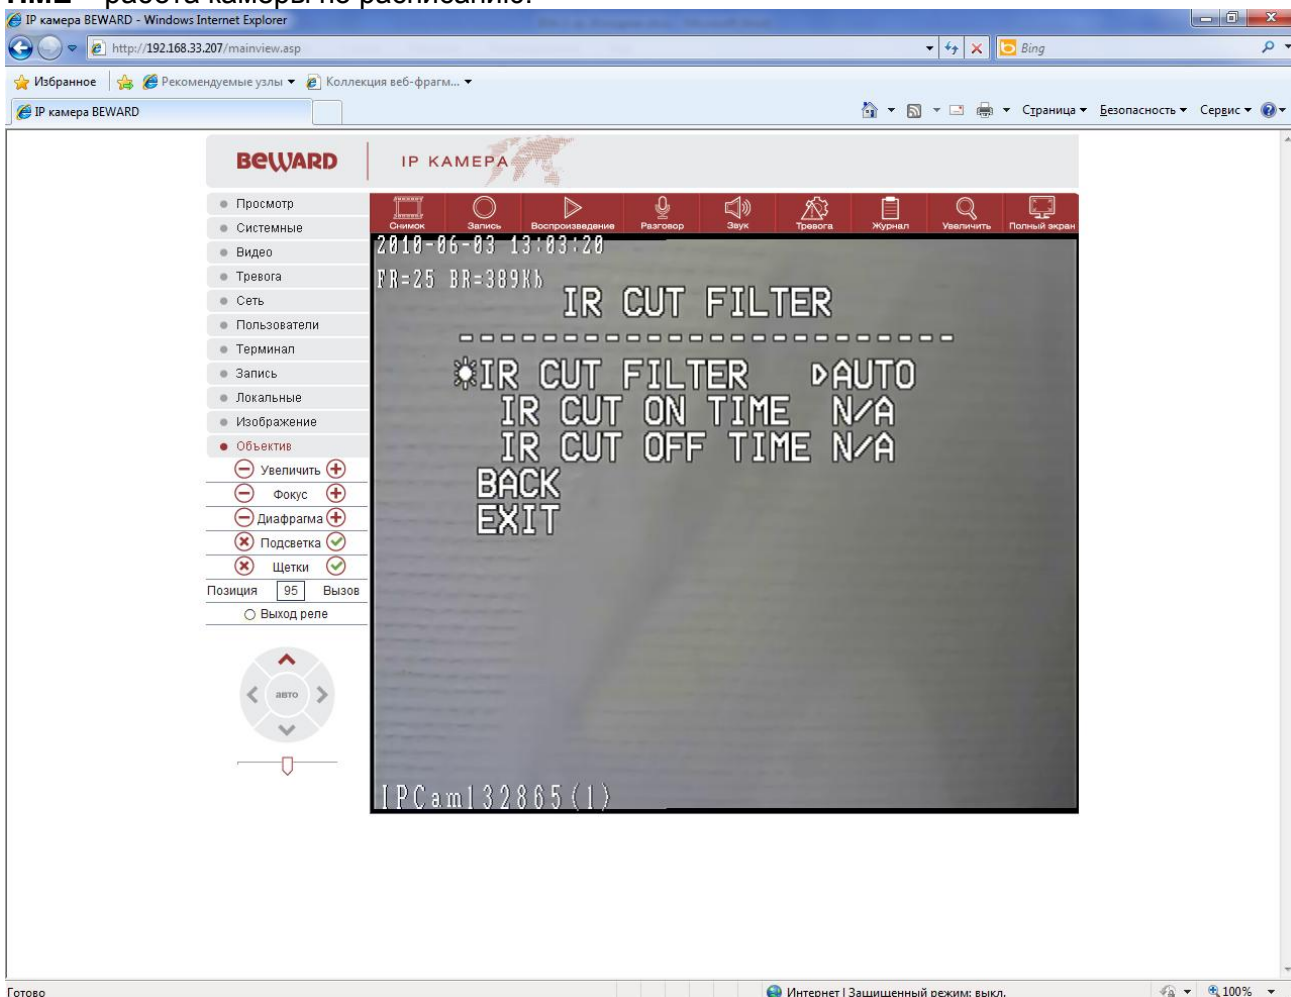 работа камеры по расписанию.
IP камера BEWARD - Windows Internet Explorer
http://192.168.33.207/mainview.asp
Bing
Избранное
Рекомендуемые узлы
Коллекция веб-фрагм...
IP камера BEWARD
Страница
Безопасность
Сервис
BEWARD
IP КАМЕРА
Снимок Запись Воспроизведение Разговор Звук Тревога Журнал Увеличить Полный экран
Просмотр
Системные
Видео
Тревога
Сеть
Пользователи
Терминал
Запись
Локальные
Изображение
Объектив
Увеличить
Фокус
Диафрагма
Подсветка
Щетки
Позиция 95 Вызов
Выход реле
авто
2010-06-03 13:03:20
FR=25 BR=389Kb
IR CUT FILTER
IR CUT FILTER AUTO
IR CUT ON TIME N/A
IR CUT OFF TIME N/A
BACK
EXIT
IPCam132865(1)
Готово
Интернет | Защищенный режим: выкл.
100%